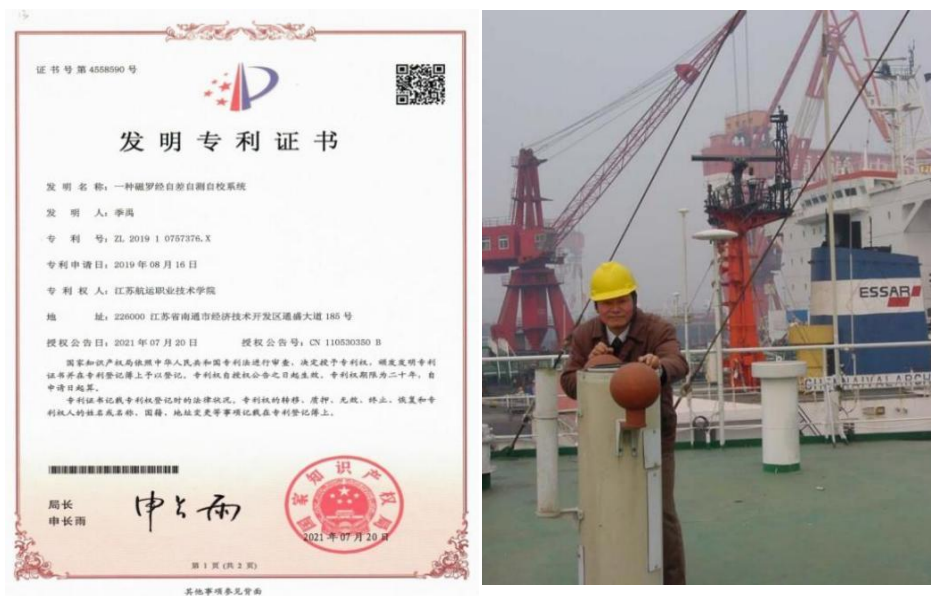 证书号第4558590号
发明专利证书
发 明 名 称：一种磁罗经自差自测自校系统
发 明 人：季禹
专 利 号：ZL 2019 1 0757376.X
专利申请日：2019年08月16日
专 利 权 人：江苏航运职业技术学院
地 址：226000 江苏省南通市经济技术开发区通盛大道185号
授权公告日：2021年07月20日 授权公告号：CN 110530350 B
国家知识产权局依照中华人民共和国专利法进行审查，决定授予专利权，颁发发明专利
证书并在专利登记簿上予以登记。专利权自授权公告之日起生效。专利权期限为二十年，自
申请日起算。
专利证书记载专利权登记时的法律状况。专利权的转移、质押、无效、终止、恢复和专
利权人的姓名或名称、国籍、地址变更等事项记载在专利登记簿上。
局长
申长雨
申长雨
国家知识产权局
2021年07月20日
第 1 页 (共 2 页)
其他事项参见背面
ESSAR